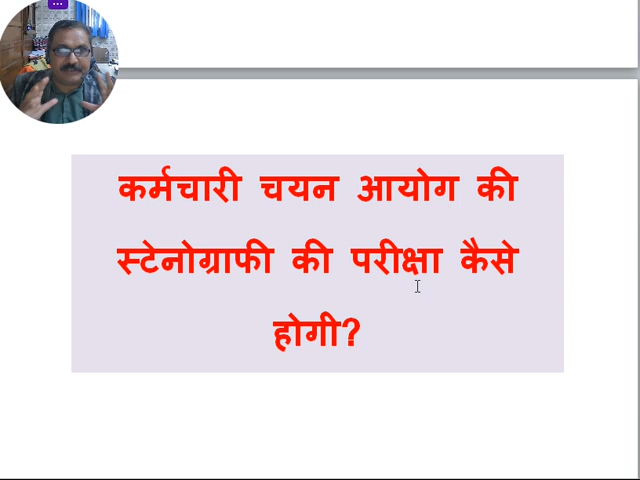 कर्मचारी चयन आयोग की
स्टेनोग्राफी की परीक्षा कैसे
होगी?